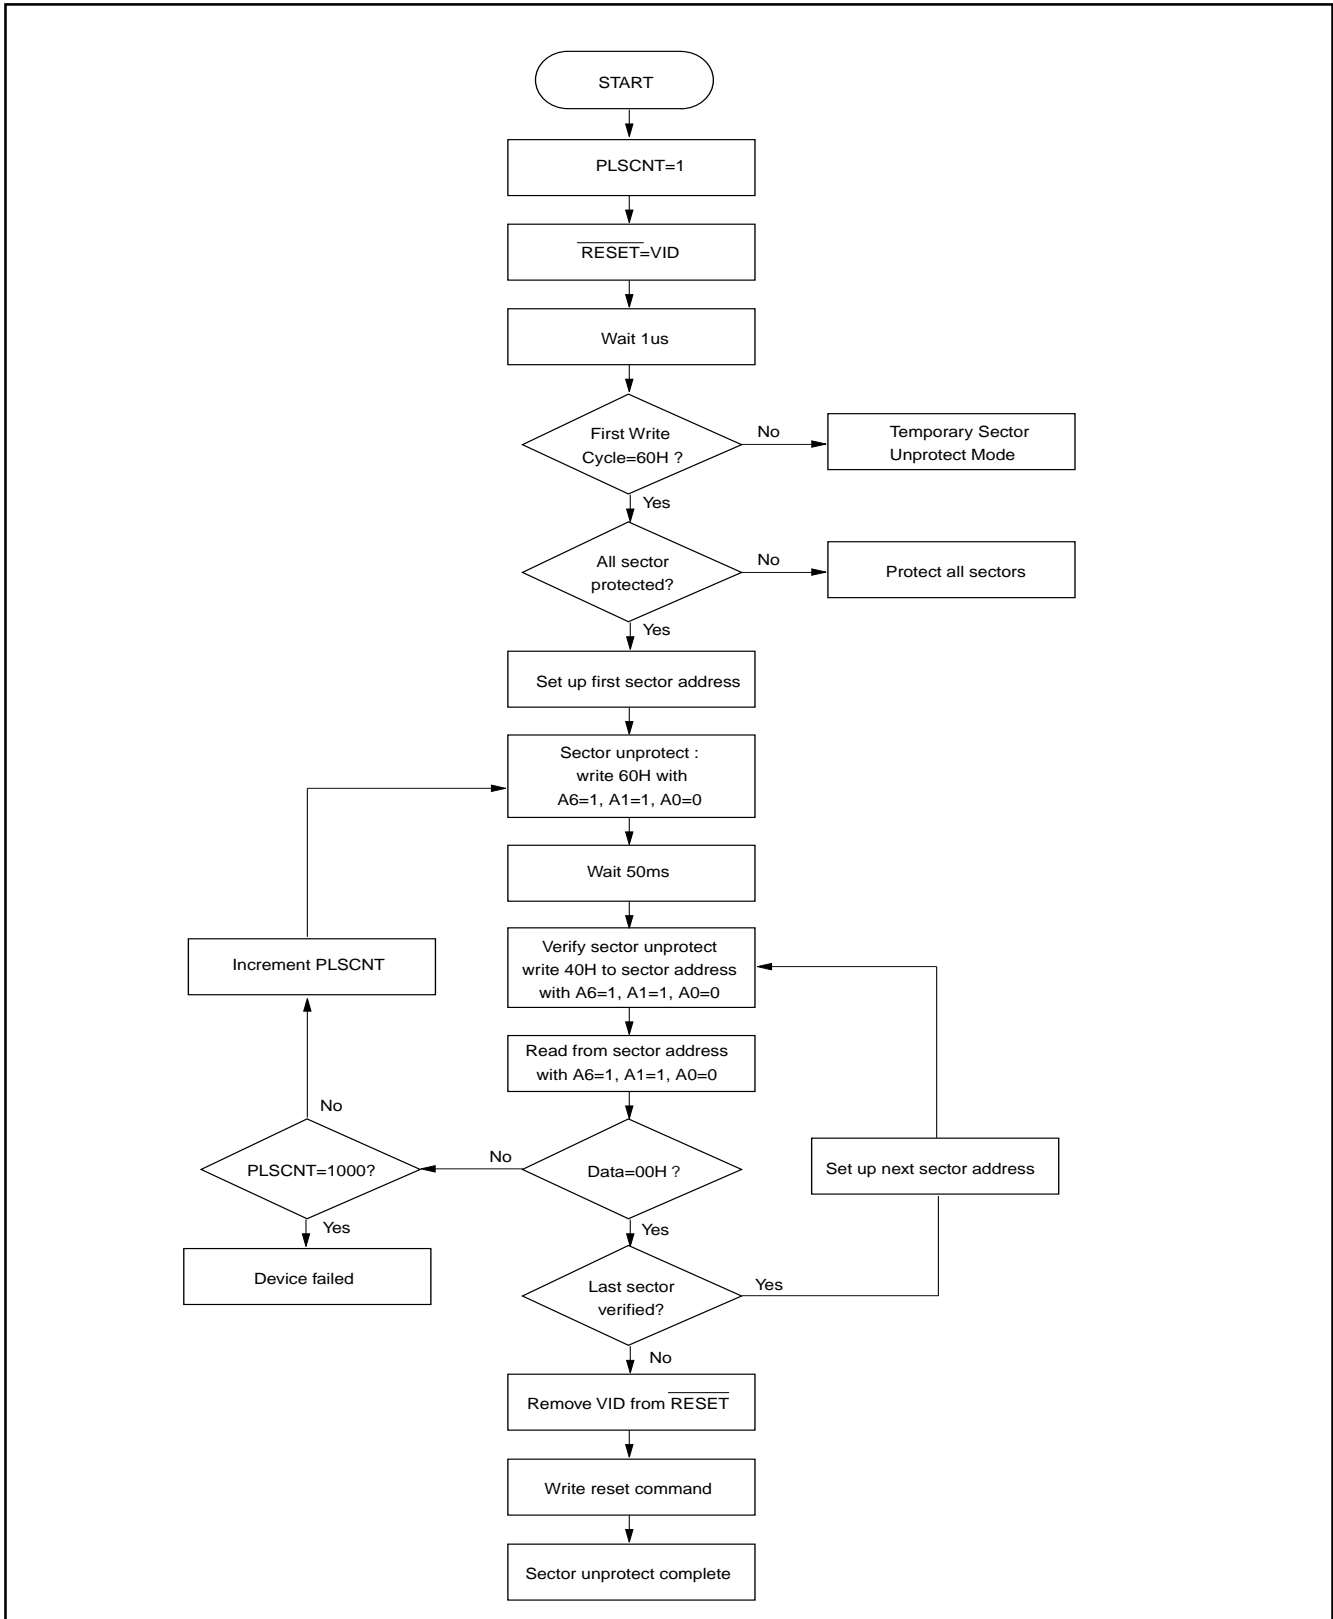 START
PLSCNT=1
RESET=VID
Wait 1us
First Write
Cycle=60H ?
No
Temporary Sector
Unprotect Mode
Yes
All sector
protected?
No
Protect all sectors
Yes
Set up first sector address
Sector unprotect :
write 60H with
A6=1, A1=1, A0=0
Wait 50ms
Increment PLSCNT
Verify sector unprotect
write 40H to sector address
with A6=1, A1=1, A0=0
Read from sector address
with A6=1, A1=1, A0=0
No
PLSCNT=1000?
No
Data=00H ?
Set up next sector address
Yes
Yes
Device failed
Last sector
verified?
Yes
No
Remove VID from RESET
Write reset command
Sector unprotect complete